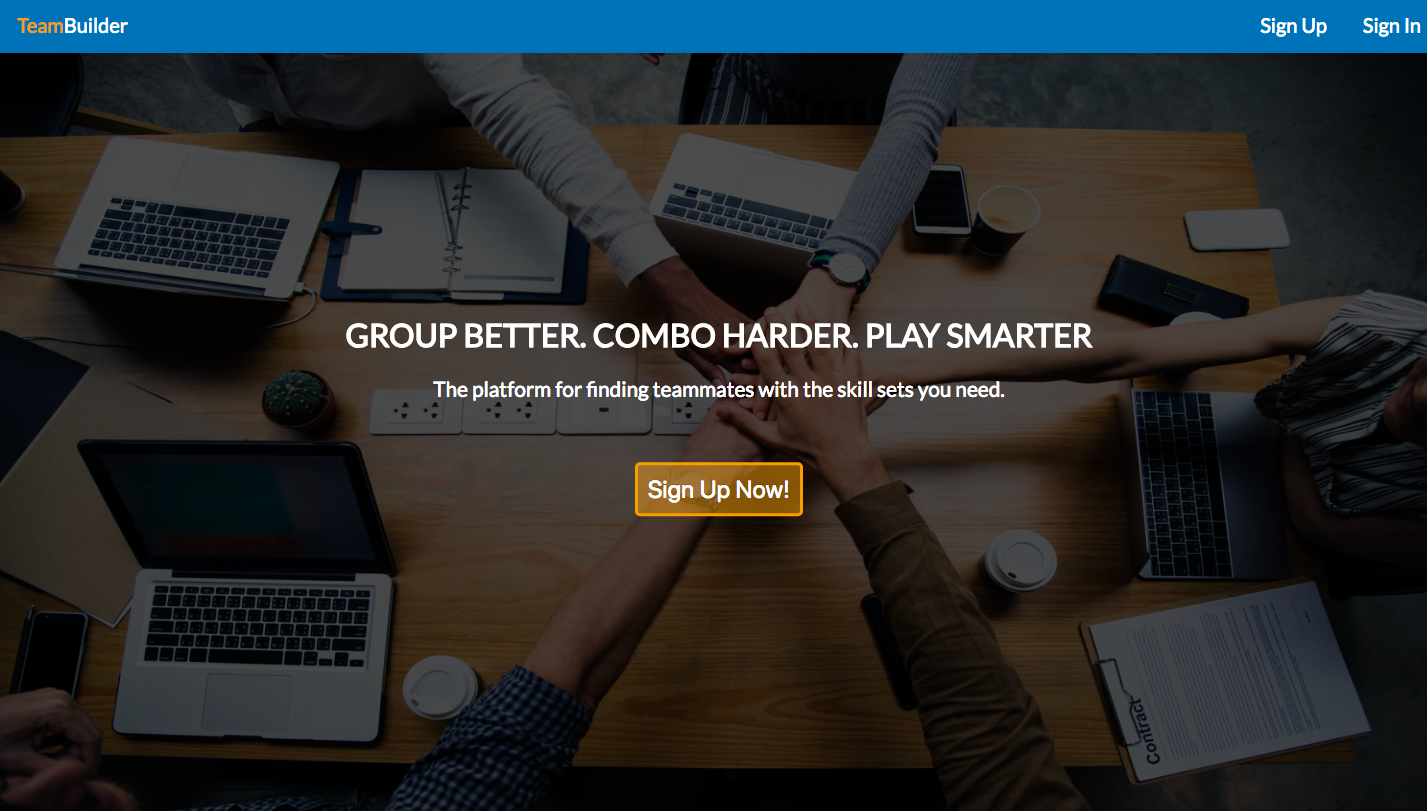 TeamBuilder
Sign Up
Sign In
GROUP BETTER. COMBO HARDER. PLAY SMARTER
The platform for finding teammates with the skill sets you need.
Sign Up Now!
Contract